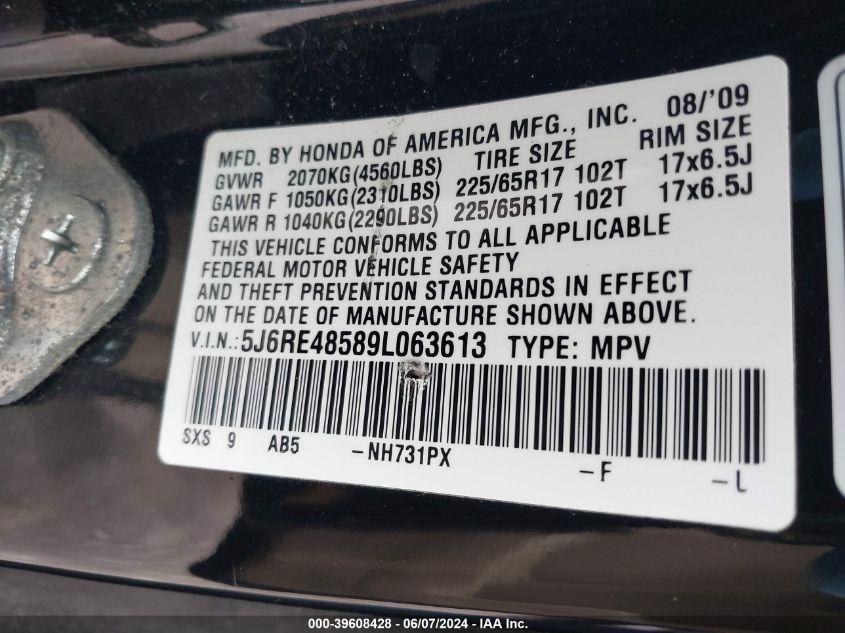 MFD. BY HONDA OF AMERICA MFG., INC. 08/'09
GVWR 2070KG(4560LBS) TIRE SIZE RIM SIZE
GAWR F 1050KG(2310LBS) 225/65R17 102T 17x6.5J
GAWR R 1040KG(2290LBS) 225/65R17 102T 17x6.5J
THIS VEHICLE CONFORMS TO ALL APPLICABLE
FEDERAL MOTOR VEHICLE SAFETY
AND THEFT PREVENTION STANDARDS IN EFFECT
ON THE DATE OF MANUFACTURE SHOWN ABOVE.
V.I.N.:5J6RE48589L063613 TYPE: MPV
SXS 9 AB5 -NH731PX -F -L
000-39608428 - 06/07/2024 - IAAI Inc.